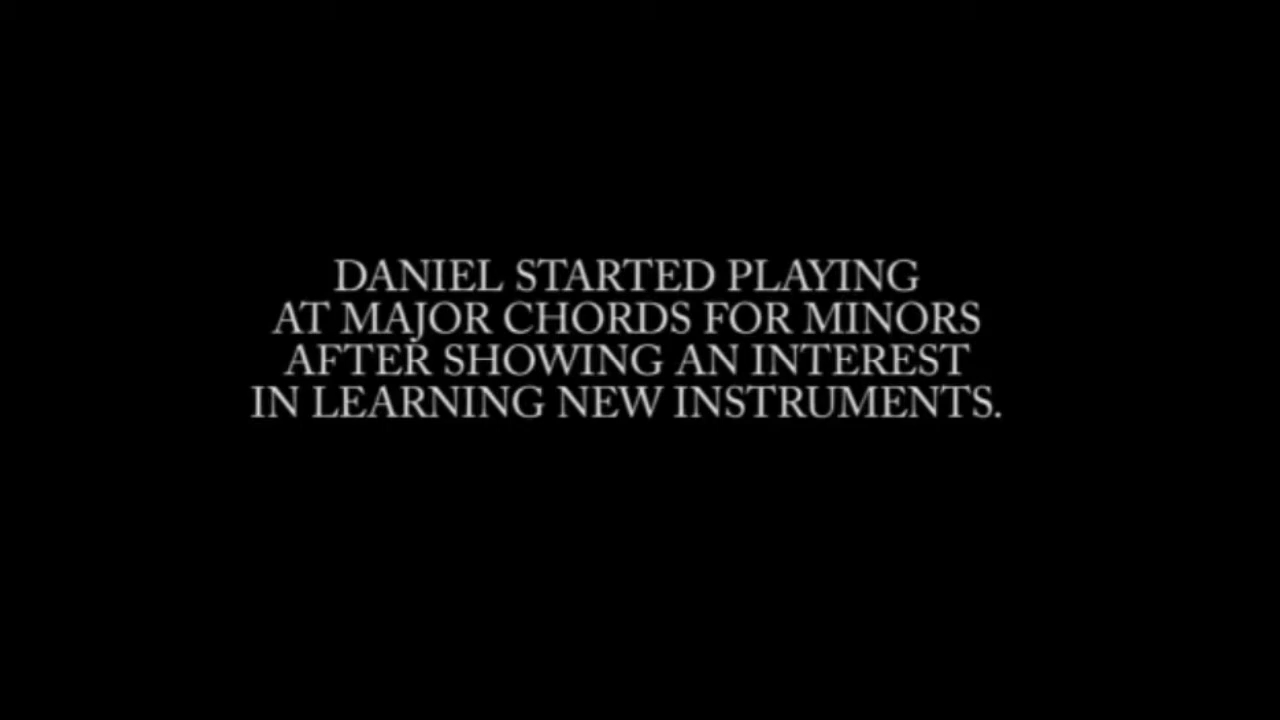 DANIEL STARTED PLAYING
AT MAJOR CHORDS FOR MINORS
AFTER SHOWING AN INTEREST
IN LEARNING NEW INSTRUMENTS.